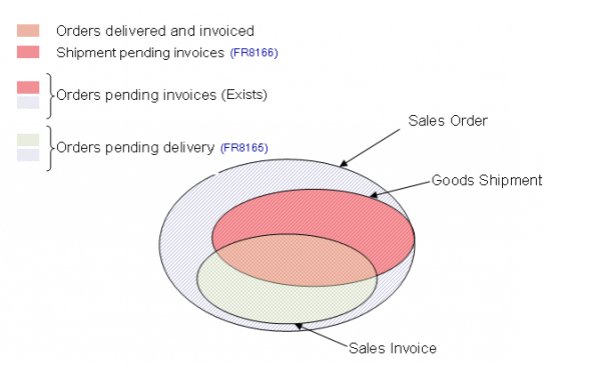 Orders delivered and invoiced
Shipment pending invoices (FR8166)
Orders pending invoices (Exists)
Orders pending delivery (FR8165)
Sales Order
Goods Shipment
Sales Invoice